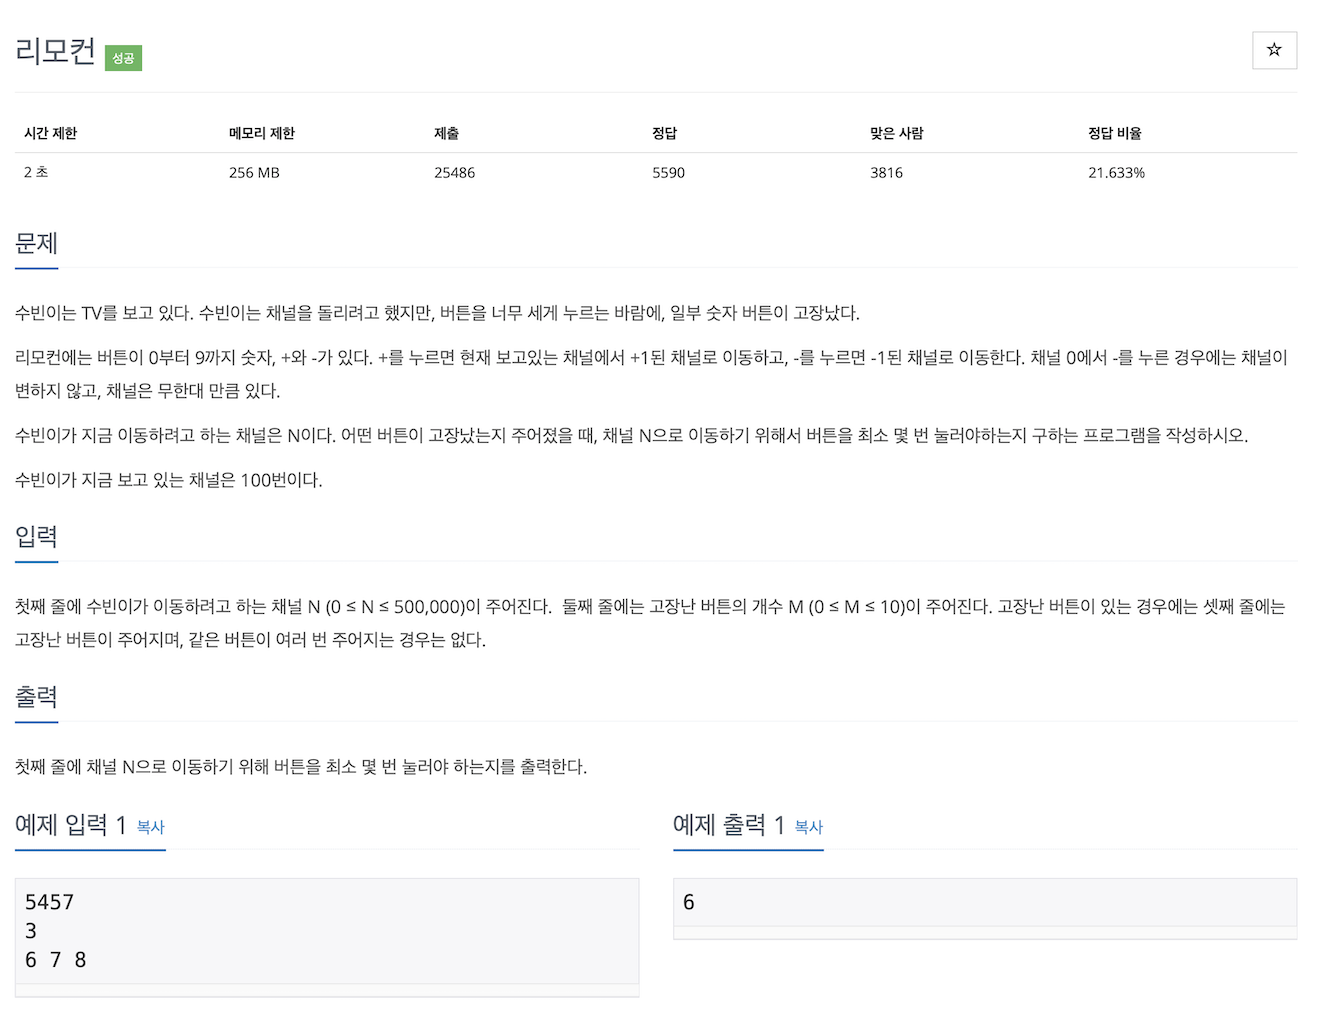 리모컨 성공
☆
시간 제한 메모리 제한 제출 정답 맞은 사람 정답 비율
2 초 256 MB 25486 5590 3816 21.633%
문제
수빈이는 TV를 보고 있다. 수빈이는 채널을 돌리려고 했지만, 버튼을 너무 세게 누르는 바람에, 일부 숫자 버튼이 고장났다.
리모컨에는 버튼이 0부터 9까지 숫자, +와 -가 있다. +를 누르면 현재 보고있는 채널에서 +1된 채널로 이동하고, -를 누르면 -1된 채널로 이동한다. 채널 0에서 -를 누른 경우에는 채널이
변하지 않고, 채널은 무한대 만큼 있다.
수빈이가 지금 이동하려고 하는 채널은 N이다. 어떤 버튼이 고장났는지 주어졌을 때, 채널 N으로 이동하기 위해서 버튼을 최소 몇 번 눌러야하는지 구하는 프로그램을 작성하시오.
수빈이가 지금 보고 있는 채널은 100번이다.
입력
첫째 줄에 수빈이가 이동하려고 하는 채널 N (0 ≤ N ≤ 500,000)이 주어진다. 둘째 줄에는 고장난 버튼의 개수 M (0 ≤ M ≤ 10)이 주어진다. 고장난 버튼이 있는 경우에는 셋째 줄에는
고장난 버튼이 주어지며, 같은 버튼이 여러 번 주어지는 경우는 없다.
출력
첫째 줄에 채널 N으로 이동하기 위해 버튼을 최소 몇 번 눌러야 하는지를 출력한다.
예제 입력 1 복사
5457
3
6 7 8
예제 출력 1 복사
6